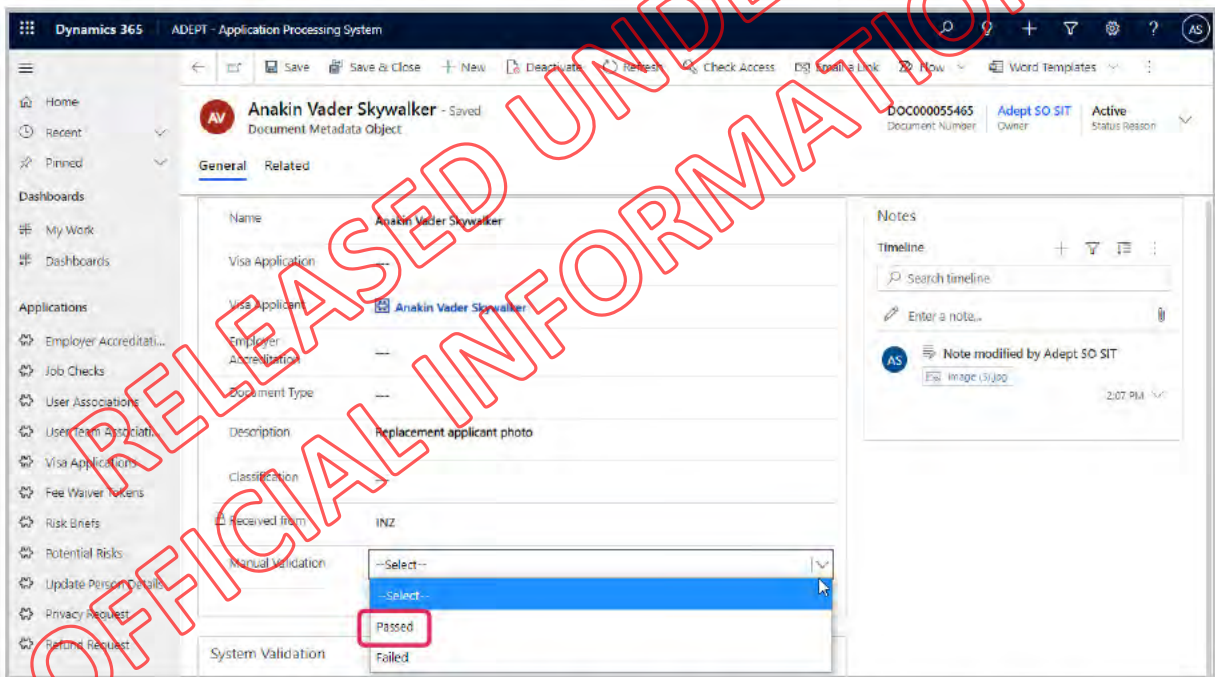 Dynamics 365 ADEPT - Application Processing System ? AS
Save Save & Close + New Deactivate Refresh Check Access Email a Link Flow Word Templates
Home
Recent
Pinned
Dashboards
My Work
Dashboards
Applications
Employer Accreditati...
Job Checks
User Associations
User Team Associati...
Visa Applications
Fee Waiver Tokens
Risk Briefs
Potential Risks
Update Person Details
Privacy Request
Refund Request
AV
Anakin Vader Skywalker - Saved
Document Metadata Object
DOC000055465 Adept SO SIT Active
Document Number Owner Status Reason
General Related
Name Anakin Vader Skywalker
Visa Application ---
Visa Applicant Anakin Vader Skywalker
Employer
Accreditation ---
Document Type ---
Description Replacement applicant photo
Classification ---
Received from INZ
Manual Validation --Select--
--Select--
Passed
Failed
System Validation
Notes
Timeline
Search timeline
Enter a note...
AS Note modified by Adept SO SIT
image (5).jpg
2:07 PM
RELEASED UND
OFFICIAL INFORMATIO